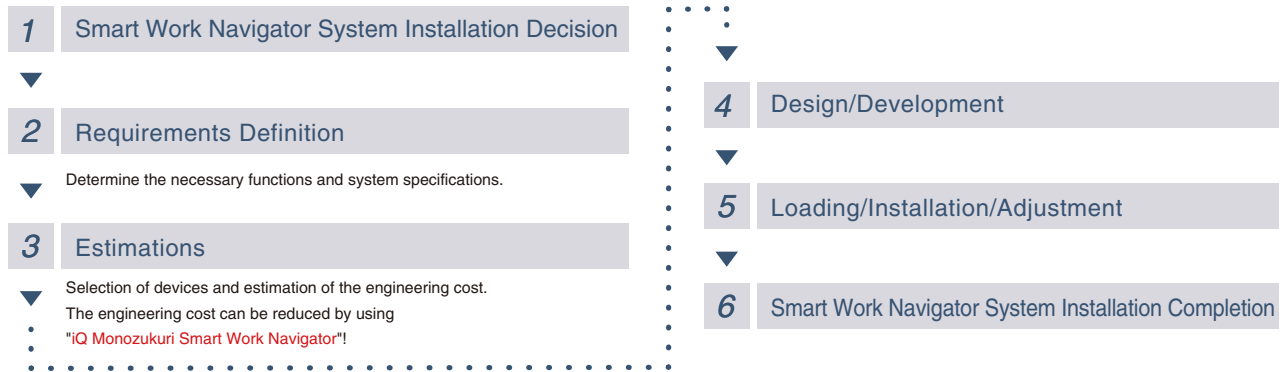 1 Smart Work Navigator System Installation Decision
2 Requirements Definition
Determine the necessary functions and system specifications.
3 Estimations
Selection of devices and estimation of the engineering cost.
The engineering cost can be reduced by using
"iQ Monozukuri Smart Work Navigator"!
4 Design/Development
5 Loading/Installation/Adjustment
6 Smart Work Navigator System Installation Completion